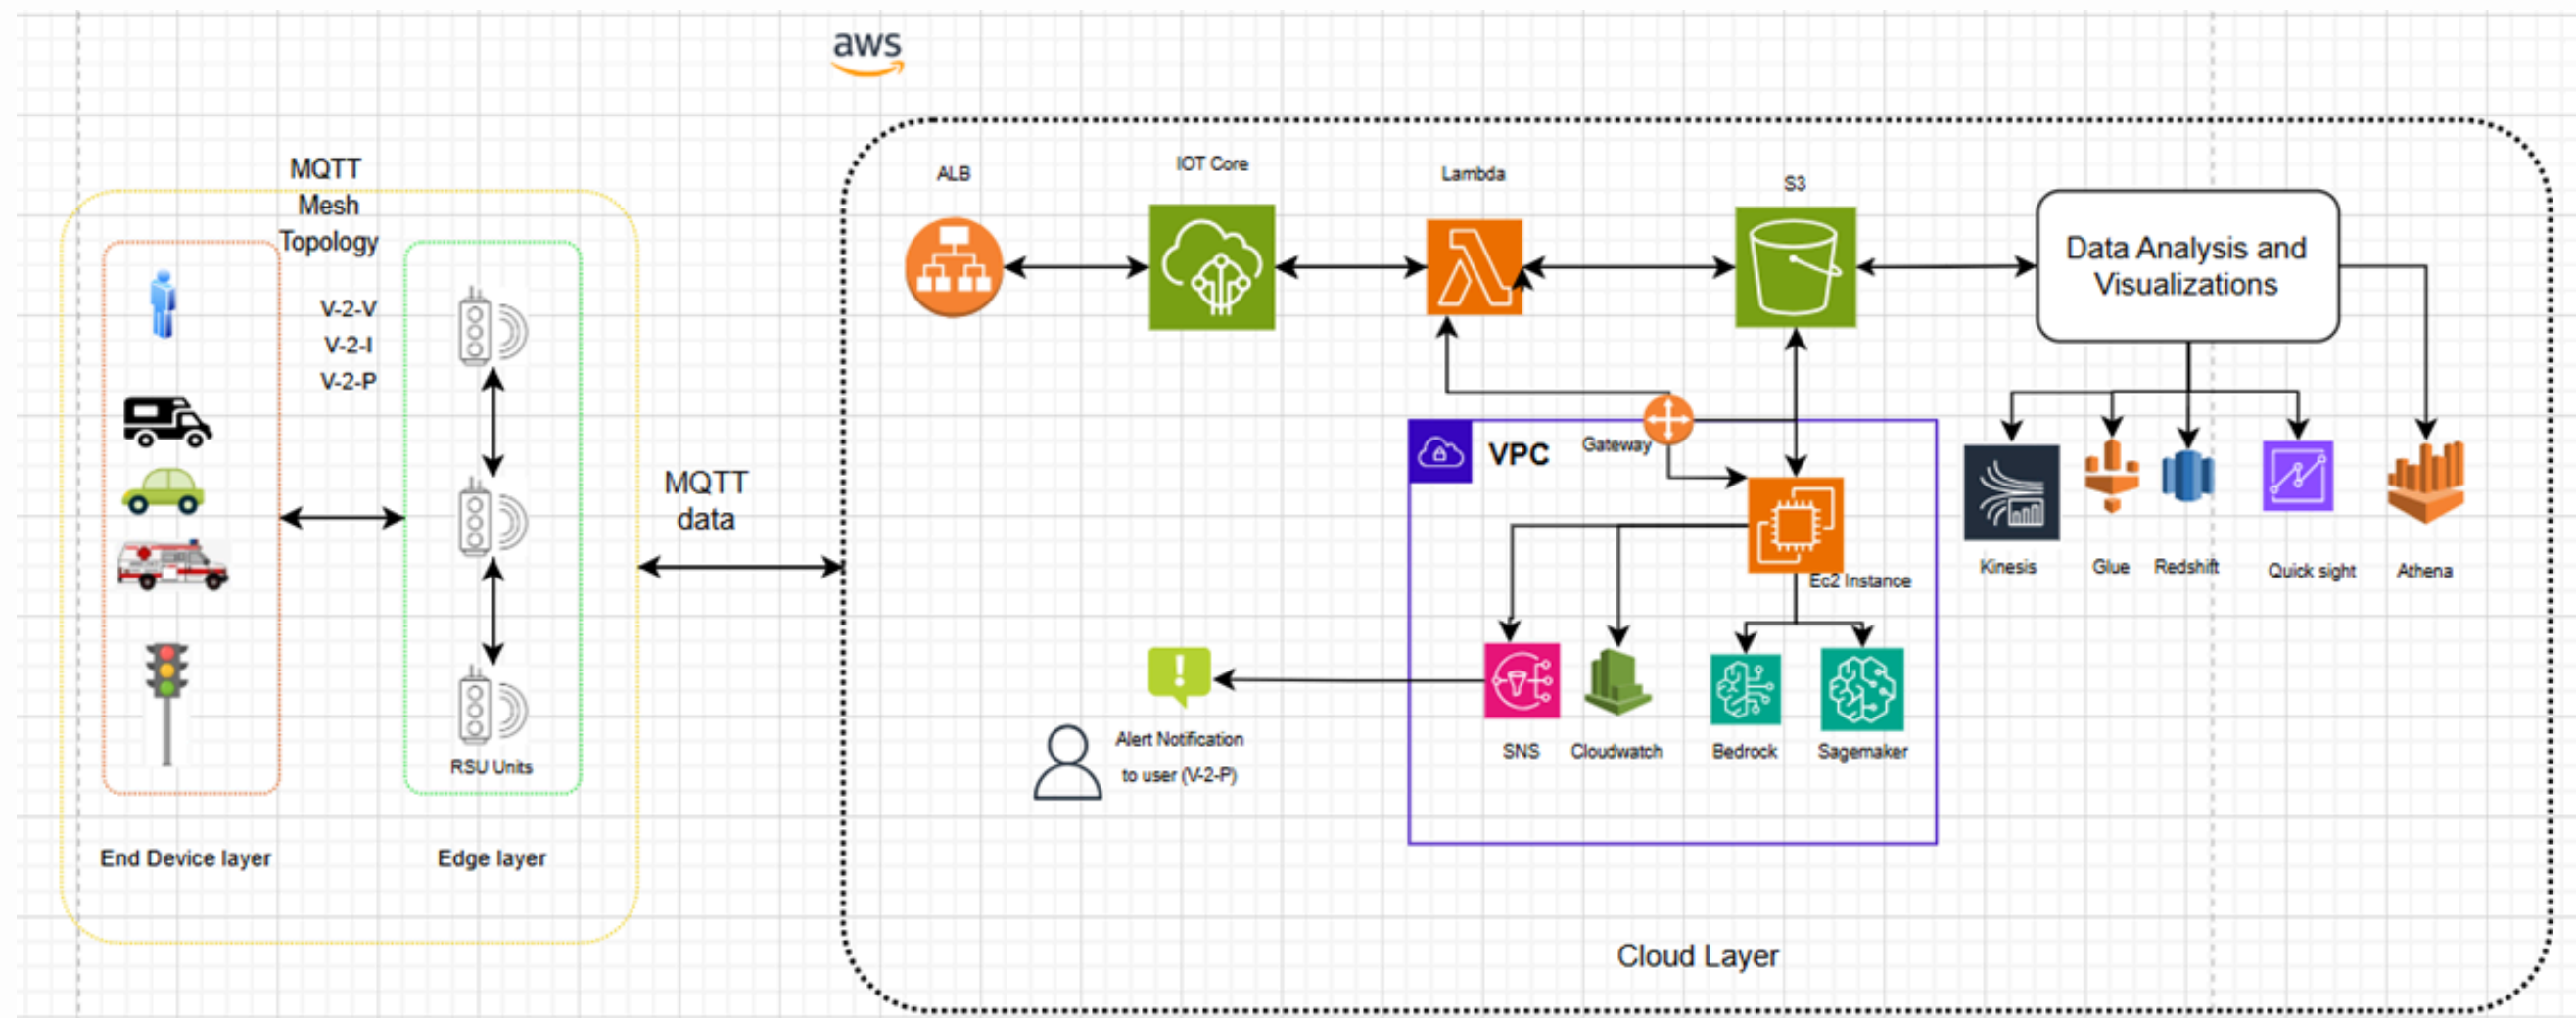 aws
MQTT
Mesh
Topology
V-2-V
V-2-I
V-2-P
RSU Units
End Device layer
Edge layer
MQTT
data
ALB
IOT Core
Lambda
S3
Data Analysis and
Visualizations
Gateway
VPC
Ec2 Instance
Kinesis
Glue
Redshift
Quick sight
Athena
SNS
Cloudwatch
Bedrock
Sagemaker
Alert Notification
to user (V-2-P)
Cloud Layer